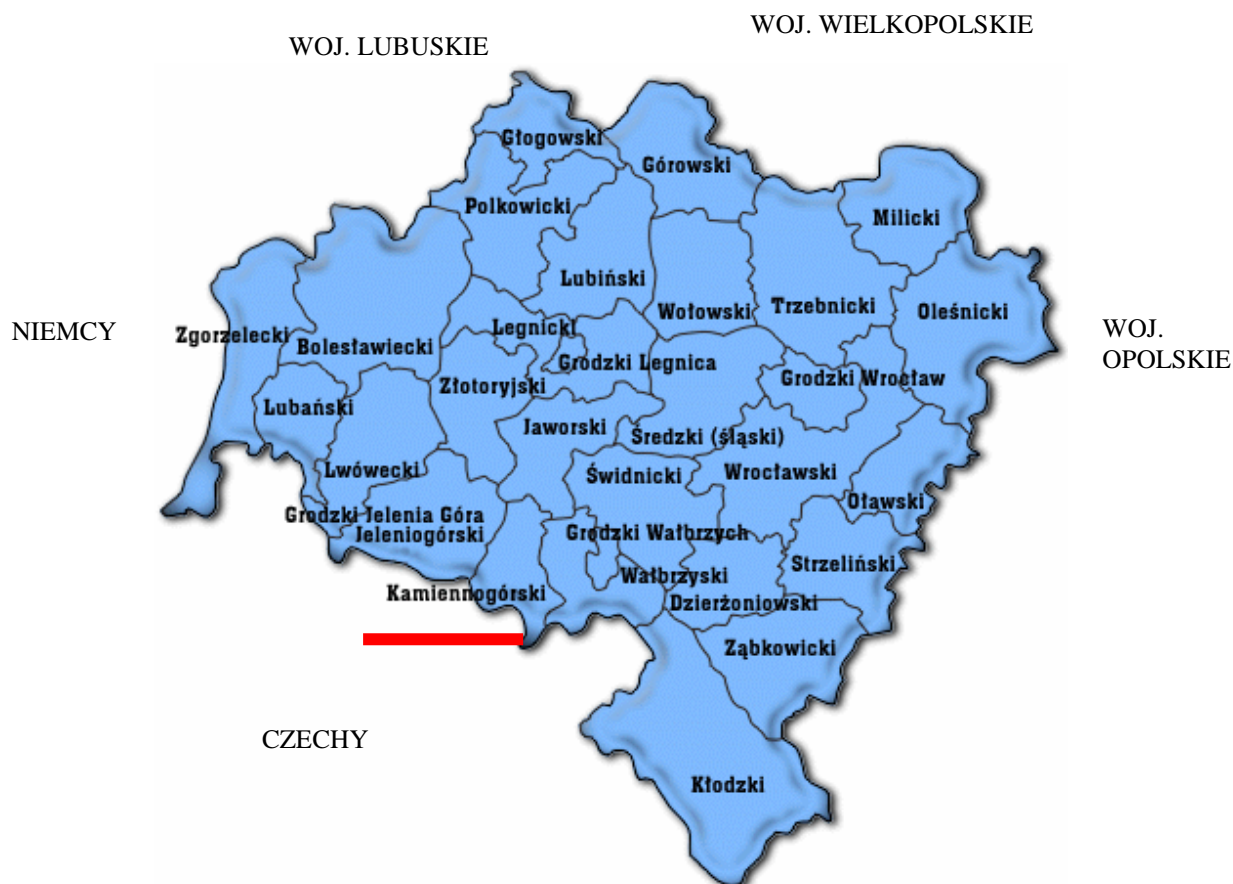 WOJ. WIELKOPOLSKIE
WOJ. LUBUSKIE
Głogowski
Górowski
Polkowicki
Milicki
Lubiński
Wołowski
Trzebnicki
Oleśnicki
NIEMCY
Zgorzelecki
Bolesławiecki
Legnicki
WOJ.
OPOLSKIE
Grodzki Legnica
Złotoryjski
Grodzki Wrocław
Lubański
Jaworski
Średzki (śląski)
Lwówecki
Świdnicki
Wrocławski
Oławski
Grodzki Jelenia Góra
Jeleniogórski
Grodzki Wałbrzych
Strzeliński
Wałbrzyski
Kamiennogórski
Dzierżoniowski
Ząbkowicki
CZECHY
Kłodzki